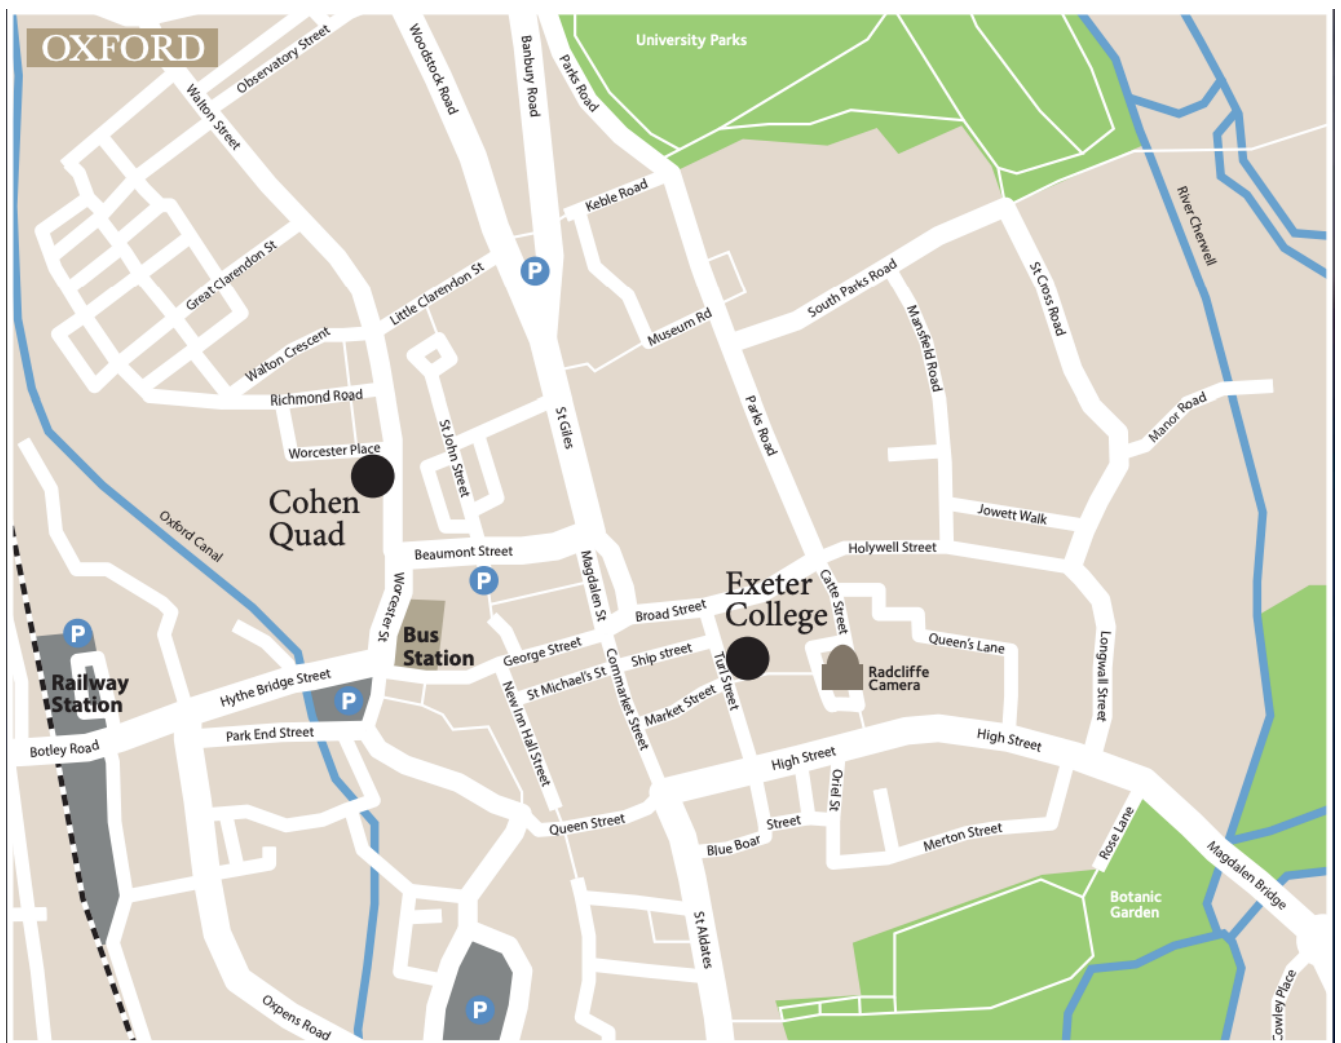 OXFORD
Observatory Street
Walton Street
Woodstock Road
Banbury Road
Parks Road
University Parks
Keble Road
River Cherwell
Great Clarendon St
Little Clarendon St
South Parks Road
St Cross Road
Museum Rd
Mansfield Road
Walton Crescent
Richmond Road
Parks Road
Manor Road
St Giles
St John Street
Worcester Place
Cohen
Quad
Oxford Canal
Jowett Walk
Beaumont Street
Holywell Street
P
P
Worcester St
Magdalen St
Exeter
College
Catte Street
Broad Street
P
Bus
Station
George Street
Ship street
Queen's Lane
Longwall Street
Railway
Station
Hythe Bridge Street
P
St Michael's St
Turl Street
Radcliffe
Camera
New Inn Hall Street
Cornmarket Street
Market Street
Botley Road
Park End Street
High Street
High Street
Oriel St
Queen Street
Blue Boar
Street
Merton Street
Rose Lane
Magdalen Bridge
Botanic
Garden
St Aldates
Oxpens Road
P
Cowley Place